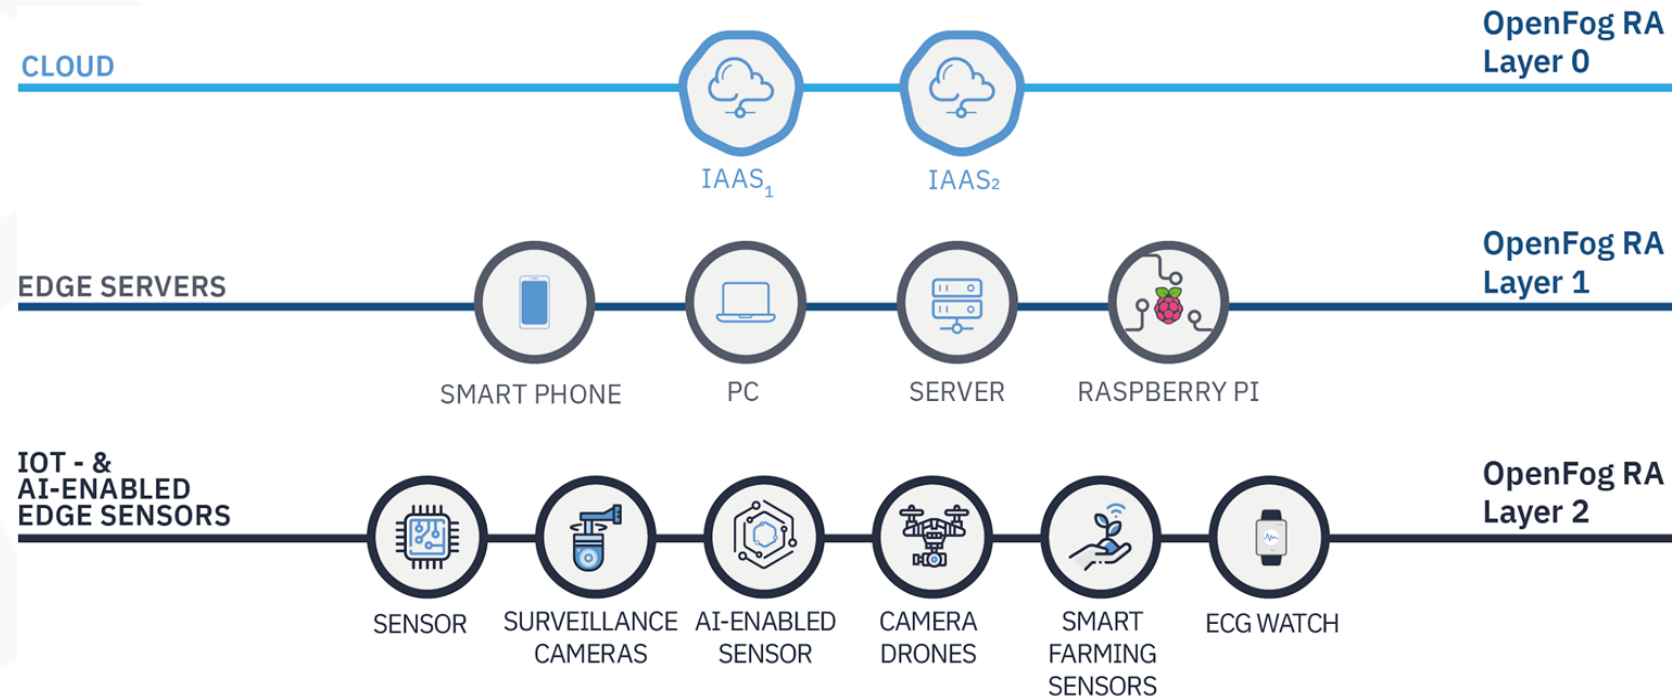 CLOUD
OpenFog RA
Layer 0
IAAS1
IAAS2
EDGE SERVERS
OpenFog RA
Layer 1
SMART PHONE
PC
SERVER
RASPBERRY PI
IOT - &
AI-ENABLED
EDGE SENSORS
OpenFog RA
Layer 2
SENSOR
SURVEILLANCE
CAMERAS
AI-ENABLED
SENSOR
CAMERA
DRONES
SMART
FARMING
SENSORS
ECG WATCH